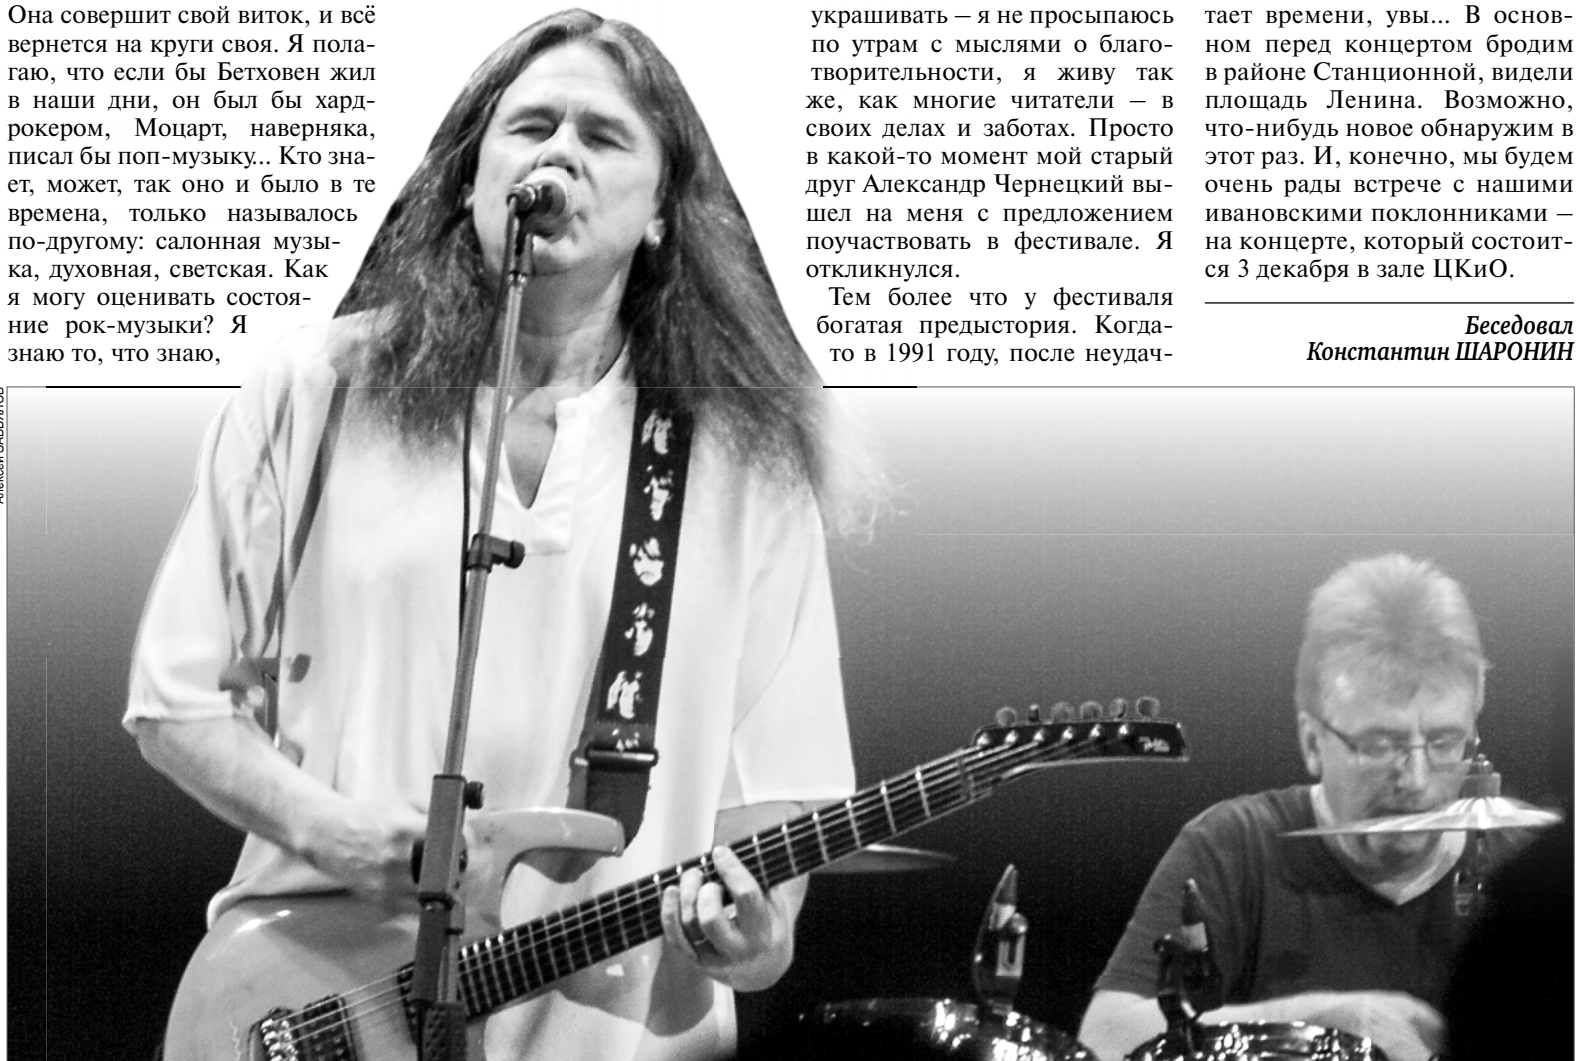 Она совершит свой виток, и всё
вернется на круги своя. Я пола-
гаю, что если бы Бетховен жил
в наши дни, он был бы хард-
рокером, Моцарт, наверняка,
писал бы поп-музыку... Кто зна-
ет, может, так оно и было в те
времена, только называлось
по-другому: салонная музы-
ка, духовная, светская. Как
я могу оценивать состоя-
ние рок-музыки? Я
знаю то, что знаю,
украшивать – я не просыпаюсь
по утрам с мыслями о благо-
творительности, я живу так
же, как многие читатели – в
своих делах и заботах. Просто
в какой-то момент мой старый
друг Александр Чернецкий вы-
шел на меня с предложением
поучаствовать в фестивале. Я
откликнулся.
Тем более что у фестиваля
богатая предыстория. Когда-
то в 1991 году, после неудач-
тает времени, увы... В основ-
ном перед концертом бродим
в районе Станционной, видели
площадь Ленина. Возможно,
что-нибудь новое обнаружим в
этот раз. И, конечно, мы будем
очень рады встрече с нашими
ивановскими поклонниками –
на концерте, который состоит-
ся 3 декабря в зале ЦКиО.
Беседовал
Константин ШАРОНИН